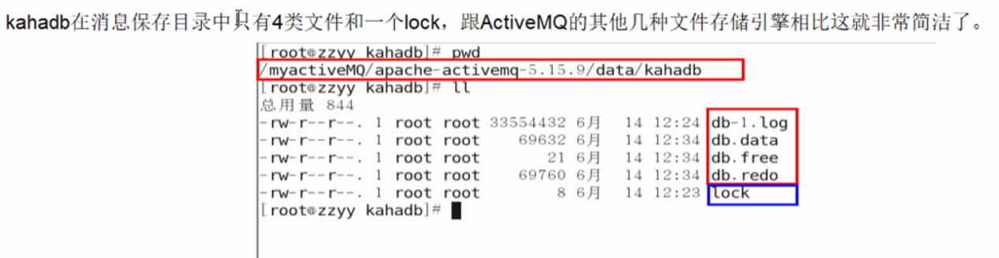 kahadb在消息保存目录中只有4类文件和一个lock，跟ActiveMQ的其他几种文件存储引擎相比这就非常简洁了。
[root@zzyy kahadb]# pwd
/myactiveMQ/apache-activemq-5.15.9/data/kahadb
[root@zzyy kahadb]# ll
总用量 844
-rw-r--r--. 1 root root 33554432 6月 14 12:24 db-1.log
-rw-r--r--. 1 root root 69632 6月 14 12:34 db.data
-rw-r--r--. 1 root root 21 6月 14 12:34 db.free
-rw-r--r--. 1 root root 69760 6月 14 12:34 db.redo
-rw-r--r--. 1 root root 8 6月 14 12:23 lock
[root@zzyy kahadb]#